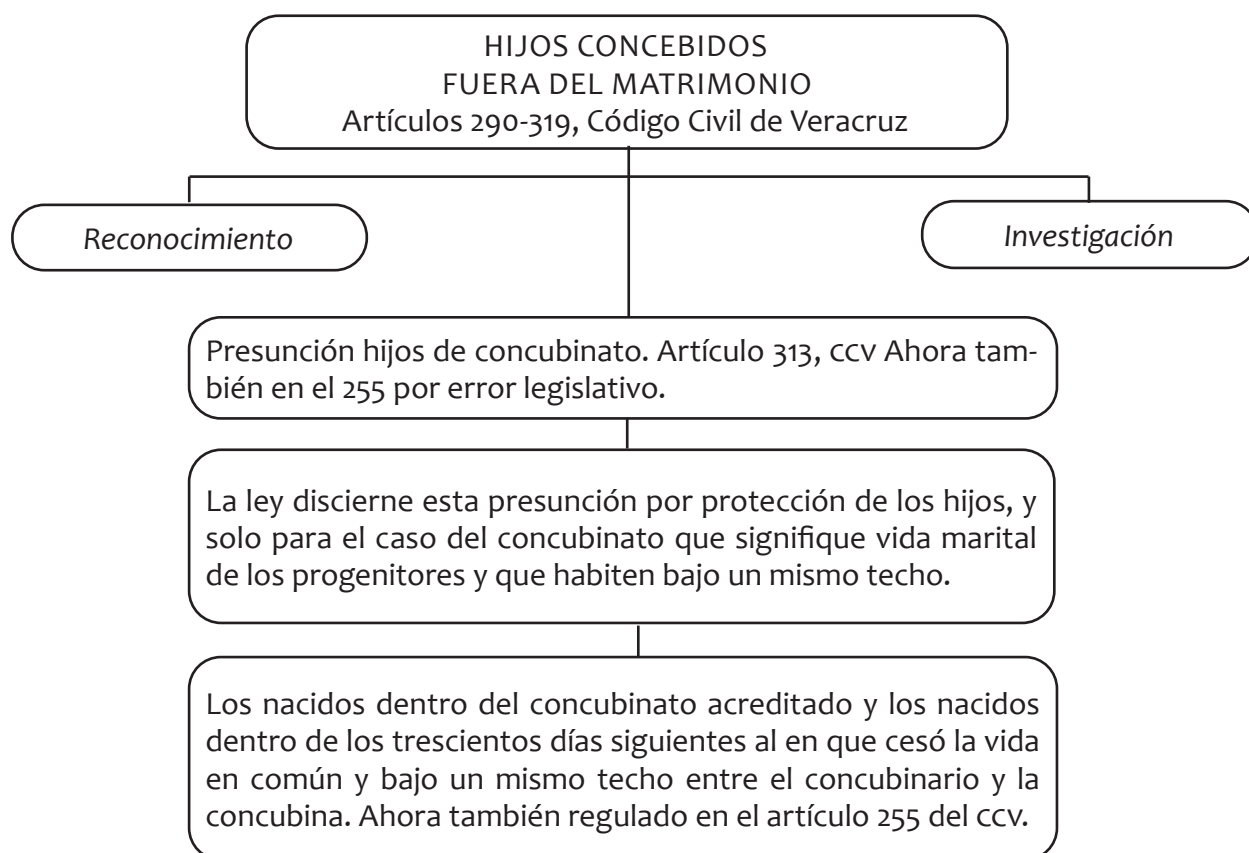 HIJOS CONCEBIDOS
FUERA DEL MATRIMONIO
Artículos 290-319, Código Civil de Veracruz
Reconocimiento
Investigación
Presunción hijos de concubinato. Artículo 313, CCV Ahora tam-
bién en el 255 por error legislativo.
La ley discierne esta presunción por protección de los hijos, y
solo para el caso del concubinato que signifique vida marital
de los progenitores y que habiten bajo un mismo techo.
Los nacidos dentro del concubinato acreditado y los nacidos
dentro de los trescientos días siguientes al en que cesó la vida
en común y bajo un mismo techo entre el concubinario y la
concubina. Ahora también regulado en el artículo 255 del CCV.